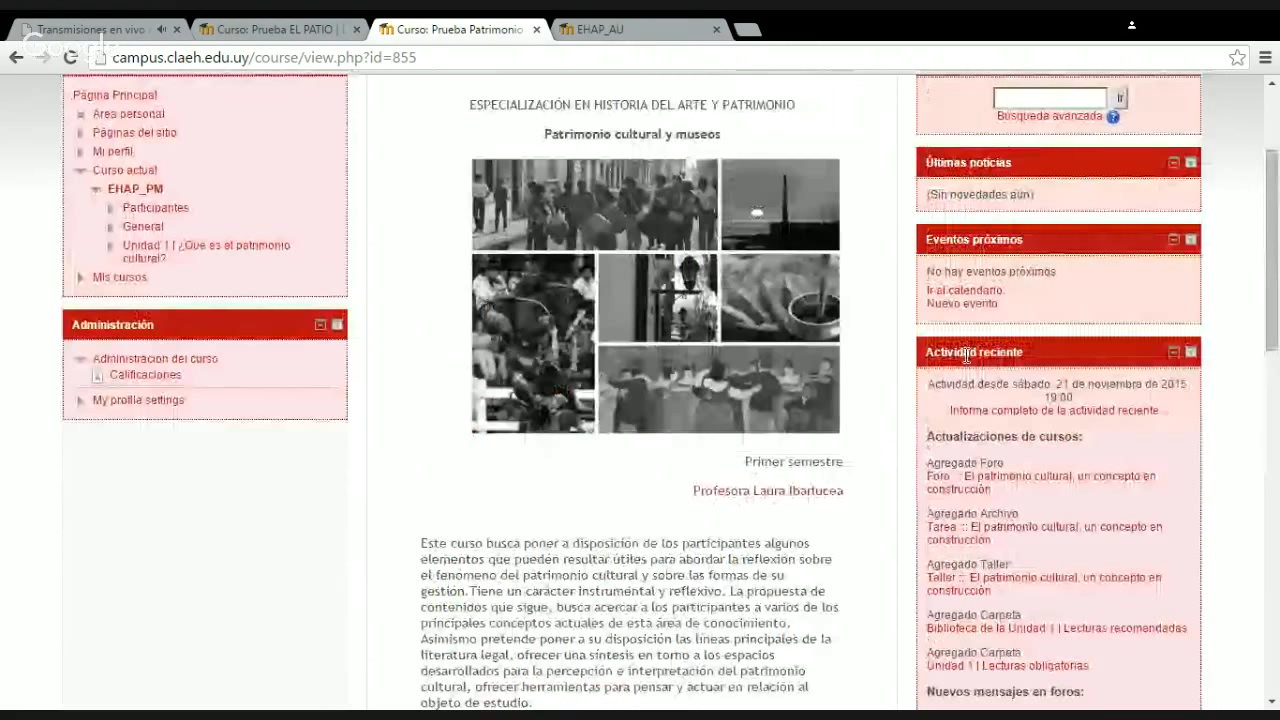 Transmisiones en vivo
Curso: Prueba EL PATIO |
Curso: Prueba Patrimonio
EHAP_AU
campus.claeh.edu.uy/course/view.php?id=855
Página Principal
Área personal
Páginas del sitio
Mi perfil
Curso actual
EHAP_PM
Participantes
General
Unidad 1 | ¿Qué es el patrimonio
cultural?
Mis cursos
Administración
Administración del curso
Calificaciones
My profile settings
ESPECIALIZACIÓN EN HISTORIA DEL ARTE Y PATRIMONIO
Patrimonio cultural y museos
Primer semestre
Profesora Laura Ibarlucea
Este curso busca poner a disposición de los participantes algunos
elementos que pueden resultar útiles para abordar la reflexión sobre
el fenómeno del patrimonio cultural y sobre las formas de su
gestión.Tiene un carácter instrumental y reflexivo. La propuesta de
contenidos que sigue, busca acercar a los participantes a varios de los
principales conceptos actuales de esta área de conocimiento.
Asimismo pretende poner a su disposición las líneas principales de la
literatura legal, ofrecer una síntesis en torno a los espacios
desarrollados para la percepción e interpretación del patrimonio
cultural, ofrecer herramientas para pensar y actuar en relación al
objeto de estudio.
Ir
Búsqueda avanzada
Últimas noticias
(Sin novedades aún)
Eventos próximos
No hay eventos próximos
Ir al calendario.
Nuevo evento
Actividad reciente
Actividad desde sábado, 21 de noviembre de 2015,
19:00
Informe completo de la actividad reciente...
Actualizaciones de cursos:
Agregado Foro
Foro :: El patrimonio cultural, un concepto en
construcción
Agregado Archivo
Tarea :: El patrimonio cultural, un concepto en
construcción
Agregado Taller
Taller :: El patrimonio cultural, un concepto en
construcción
Agregado Carpeta
Biblioteca de la Unidad 1 | Lecturas recomendadas
Agregado Carpeta
Unidad 1 | Lecturas obligatorias
Nuevos mensajes en foros: